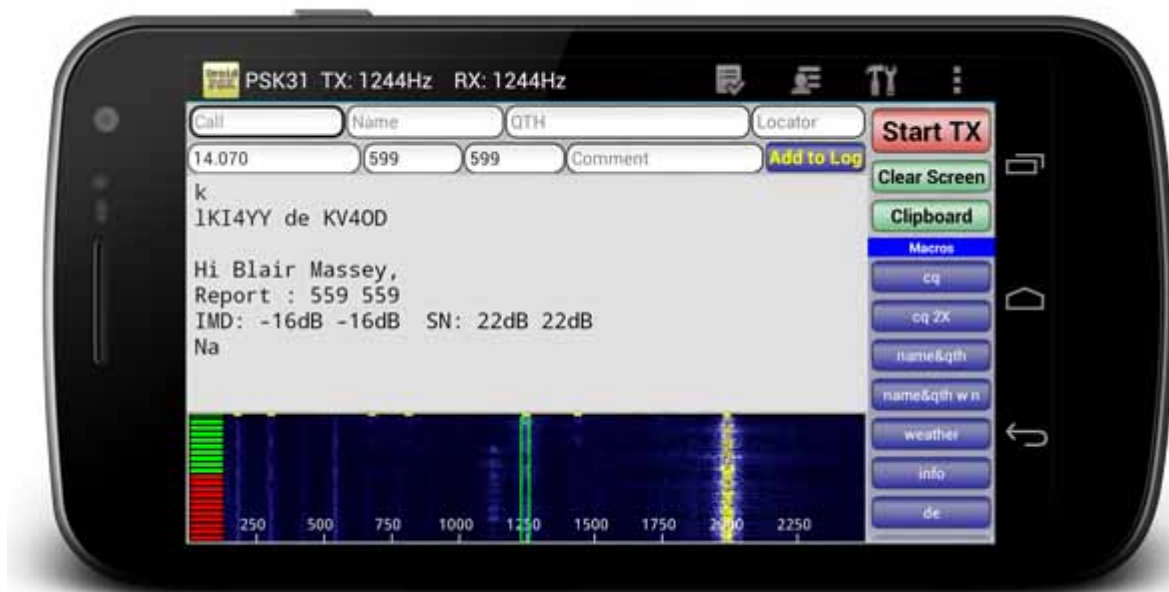 Droid PSK PSK31 TX: 1244Hz RX: 1244Hz
Call Name QTH Locator
14.070 599 599 Comment Add to Log
k
lKI4YY de KV4OD

Hi Blair Massey,
Report : 559 559
IMD: -16dB -16dB SN: 22dB 22dB
Na
250 500 750 1000 1250 1500 1750 2000 2250
Start TX
Clear Screen
Clipboard
Macros
cq
cq 2X
name&qth
name&qth w n
weather
info
de